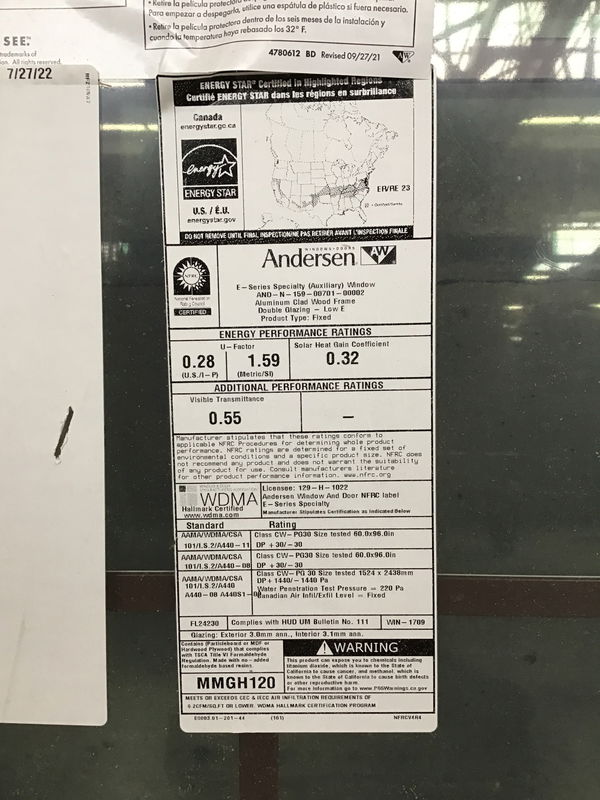 • Retire la película protectora
Para empezar a despegarla, utilice una espátula de plástico si fuera necesario.
• Retire la película protectora dentro de los seis meses de la instalación y
cuando la temperatura haya rebasado los 32° F.
4780612 BD Revised 09/27/21
AW
SEE.™
trademarks of
on. All rights reserved.
7/27/22
ENERGY STAR® Certified in Highlighted Regions
Certifié ENERGY STAR dans les régions en surbrillance
Canada
energystar.gc.ca
energy
ENERGY STAR
U.S. / É.U.
energystar.gov
ER/RE 23
DO NOT REMOVE UNTIL FINAL INSPECTION/NE PAS RETIRER AVANT L'INSPECTION FINALE
NFRC
National Fenestration
Rating Council
CERTIFIED
WINDOWS•DOORS
Andersen AW
E-Series Specialty (Auxiliary) Window
AND-N-159-00701-00002
Aluminum Clad Wood Frame
Double Glazing - Low E
Product Type: Fixed
ENERGY PERFORMANCE RATINGS
U-Factor
Solar Heat Gain Coefficient
0.28
1.59
0.32
(U.S./I-P)
(Metric/SI)
ADDITIONAL PERFORMANCE RATINGS
Visible Transmittance
0.55
—
Manufacturer stipulates that these ratings conform to
applicable NFRC Procedures for determining whole product
performance. NFRC ratings are determined for a fixed set of
environmental conditions and a specific product size. NFRC does
not recommend any product and does not warrant the suitability
of any product for use. Consult manufacturers literature
for other product performance information. www.nfrc.org
WDMA
Hallmark Certified
www.wdma.com
Licensee: 129-H-1022
Andersen Window And Door NFRC label
E-Series Specialty
Manufacturer Stipulates Certification as Indicated Below
Standard Rating
AAMA/WDMA/CSA
101/I.S.2/A440-11
Class CW-PG30 Size tested 60.0x96.0in
DP +30/-30
AAMA/WDMA/CSA
101/I.S.2/A440-08
Class CW-PG30 Size tested 60.0x96.0in
DP +30/-30
AAMA/WDMA/CSA
101/I.S.2/A440
A440-08 A440S1-
Class CW-PG 30 Size tested 1524 x 2438mm
DP +1440/-1440 Pa
Water Penetration Test Pressure = 220 Pa
Canadian Air Infil/Exfil Level = Fixed
FL24230
Complies with HUD UM Bulletin No. 111
WIN-1709
Glazing: Exterior 3.0mm ann., Interior 3.1mm ann.
Contains (Particleboard or MDF or
Hardwood Plywood) that complies
with TSCA Title VI Formaldehyde
Regulation. Made with no-added
formaldehyde based resins.
MMGH120
WARNING
This product can expose you to chemicals including
titanium dioxide, which is known to the State of
California to cause cancer, and methanol, which is
known to the State of California to cause birth defects
or other reproductive harm.
For more information go to www.P65Warnings.ca.gov
MEETS OR EXCEEDS CEC & IECC AIR INFILTRATION REQUIREMENTS OF
0.2CFM/SQ.FT OR LOWER. WDMA HALLMARK CERTIFICATION PROGRAM
E0003.01-201-44
(161)
NFRCV4R4